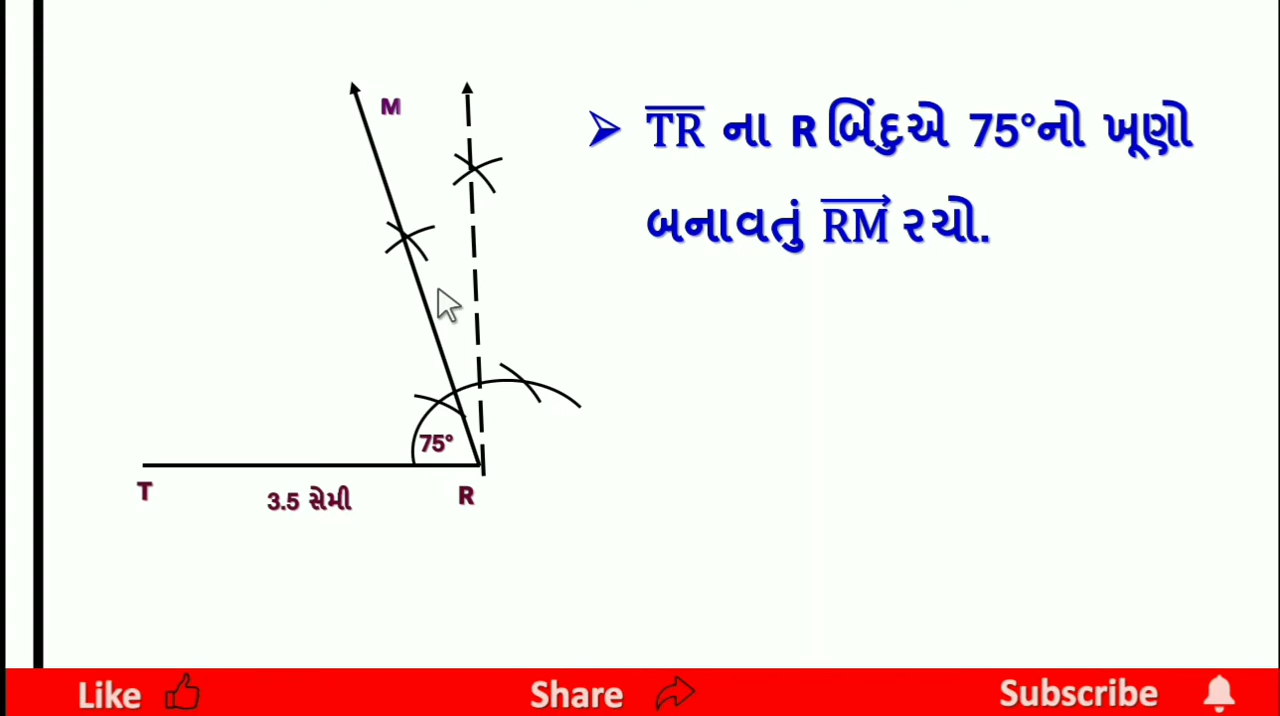 M
➢ TR ના R બિંદુએ 75°નો ખૂણો
બનાવતું RM રચો.
75°
T
R
3.5 સેમી
Like
Share
Subscribe